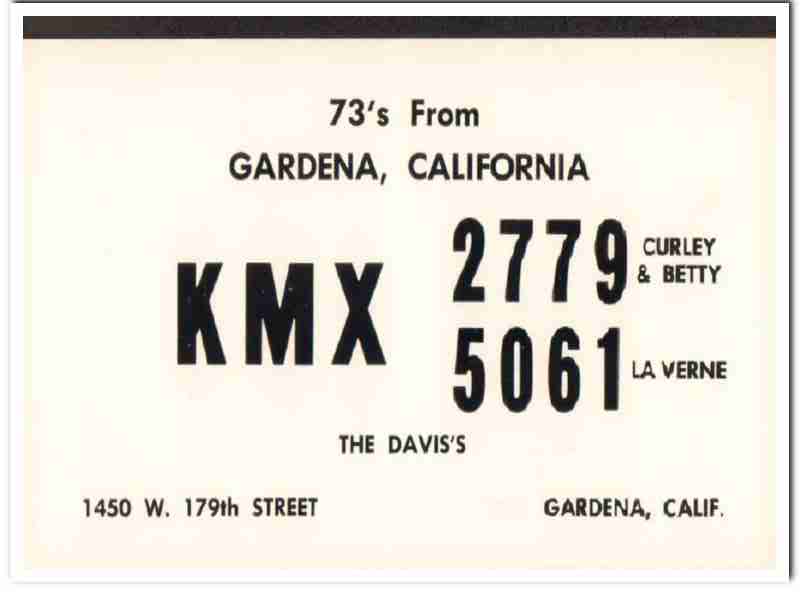 73's From
GARDENA, CALIFORNIA
KMX
2779 CURLEY & BETTY
5061 LA VERNE
THE DAVIS'S
1450 W. 179th STREET GARDENA, CALIF.